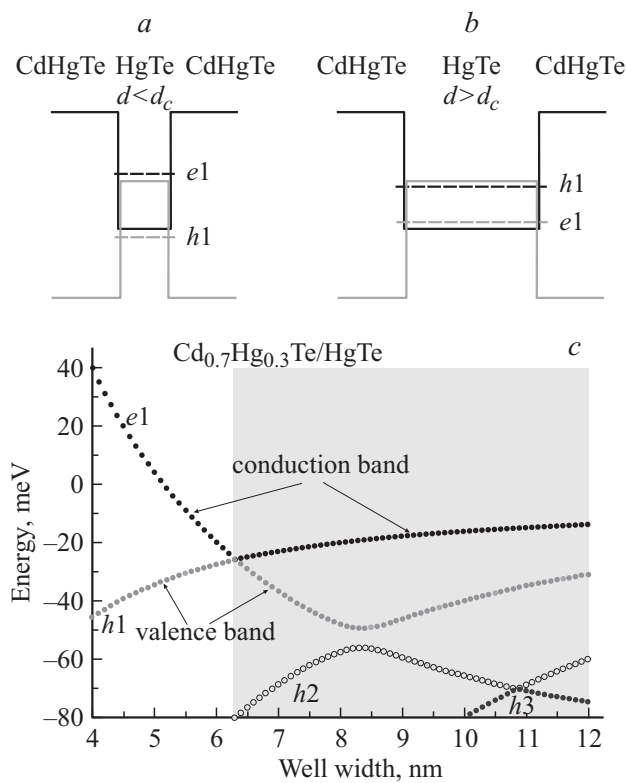 a
b
CdHgTe HgTe CdHgTe
d<d_c
CdHgTe HgTe CdHgTe
d>d_c
e1
h1
h1
e1
Cd0.7Hg0.3Te/HgTe
c
Energy, meV
40
20
0
−20
−40
−60
−80
e1
conduction band
h1
valence band
h2
h3
4 5 6 7 8 9 10 11 12
Well width, nm